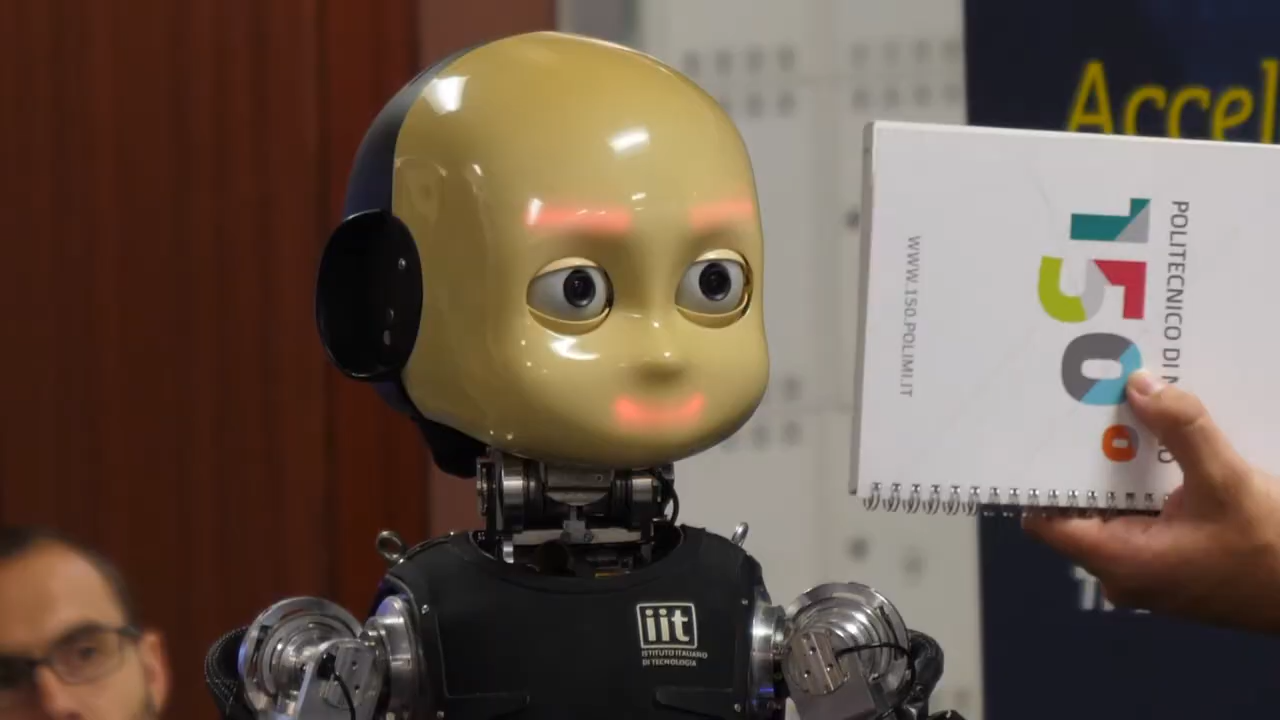 Accel
POLITECNICO DI M
150°
WWW.150.POLIMI.IT
iit
ISTITUTO ITALIANO
DI TECNOLOGIA